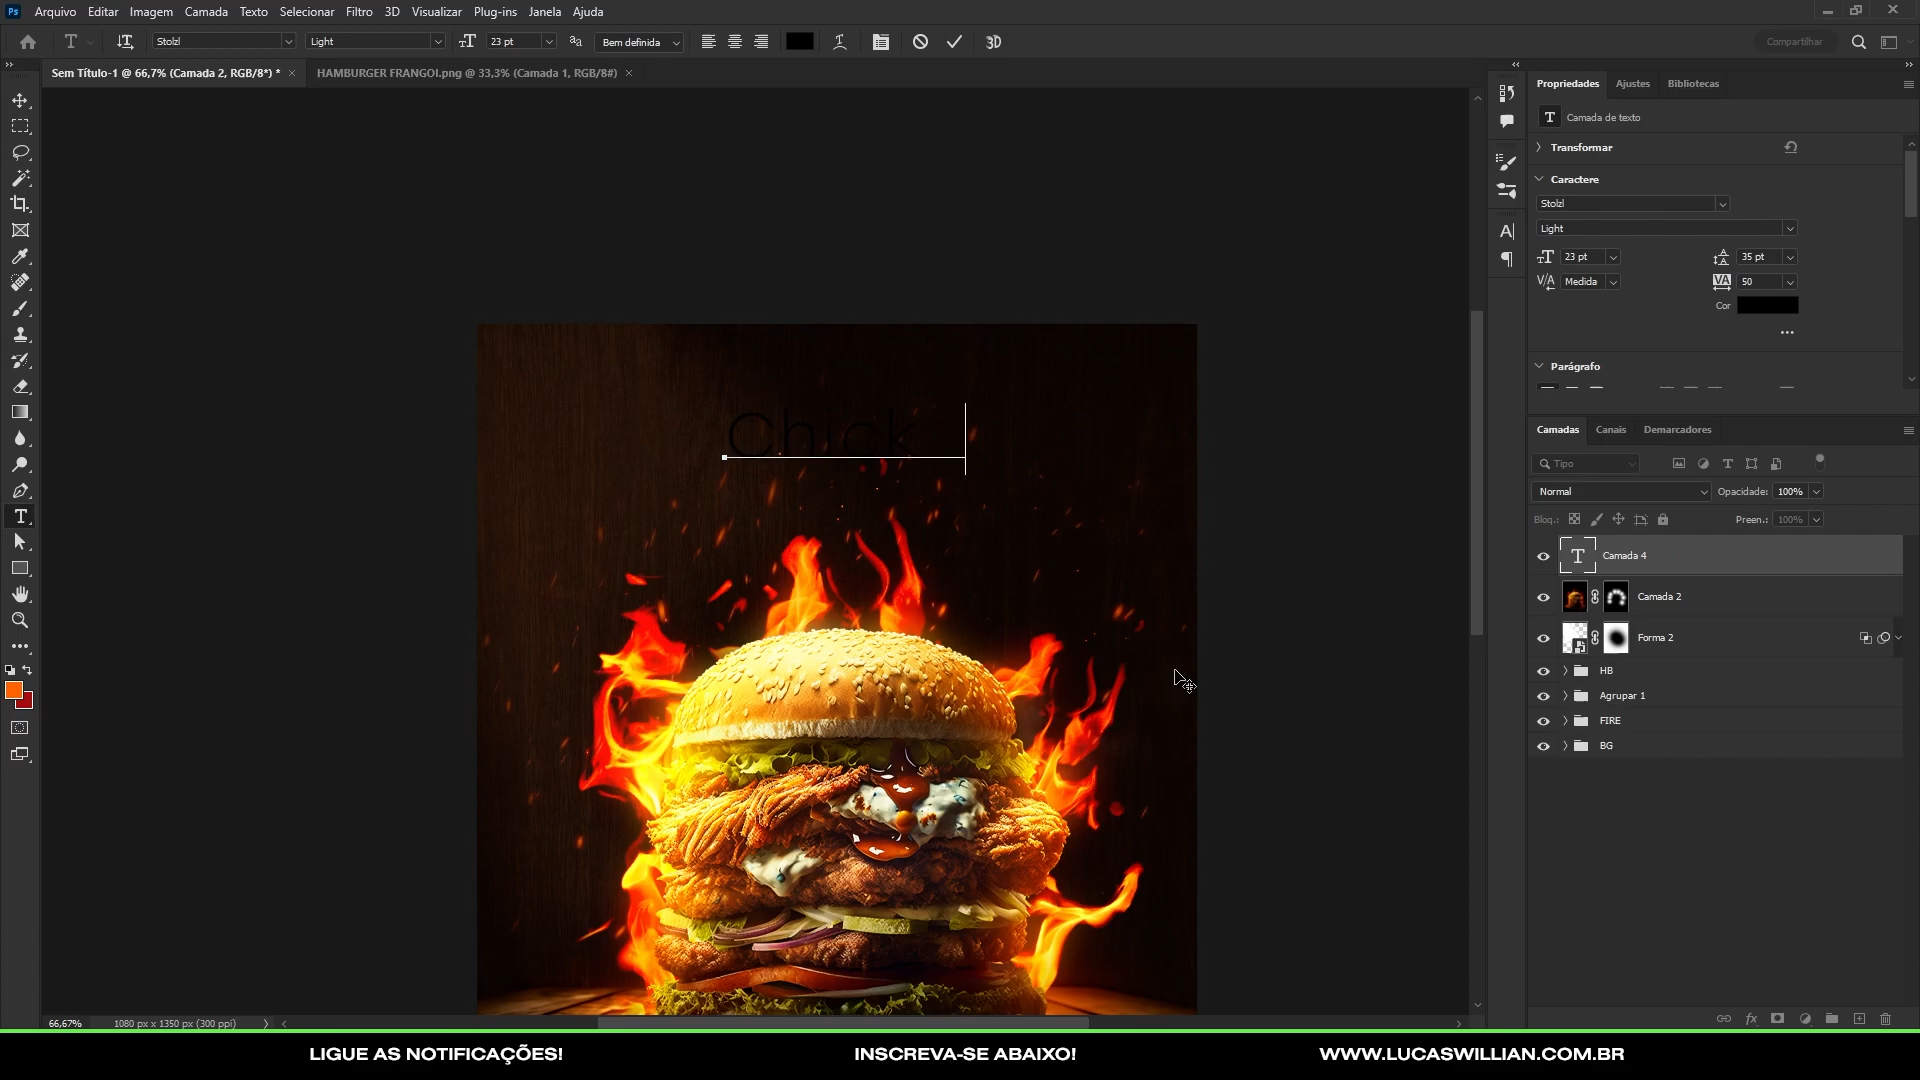 Ps Arquivo Editar Imagem Camada Texto Selecionar Filtro 3D Visualizar Plug-ins Janela Ajuda
Stolzl Light 23 pt Bem definida 3D Compartilhar
Sem Título-1 @ 66,7% (Camada 2, RGB/8*) * × HAMBURGER FRANGOI.png @ 33,3% (Camada 1, RGB/8#) ×
Propriedades Ajustes Bibliotecas
T Camada de texto
Transformar
Caractere
Stolzl
Light
23 pt 35 pt
Medida 50
Cor
Parágrafo
Chick
Camadas Canais Demarcadores
Tipo
Normal Opacidade: 100%
Bloq.: Preen.: 100%
T Camada 4
Camada 2
Forma 2
HB
Agrupar 1
FIRE
BG
66,67% 1080 px x 1350 px (300 ppi)
LIGUE AS NOTIFICAÇÕES! INSCREVA-SE ABAIXO! WWW.LUCASWILLIAN.COM.BR